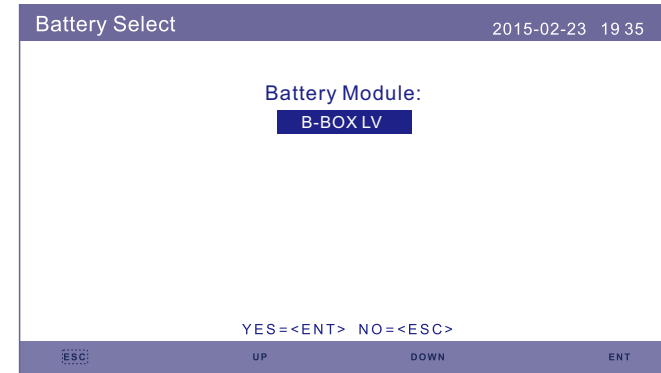 Battery Select 2015-02-23 19 35
Battery Module:
B-BOX LV
YES=<ENT> NO=<ESC>
ESC UP DOWN ENT